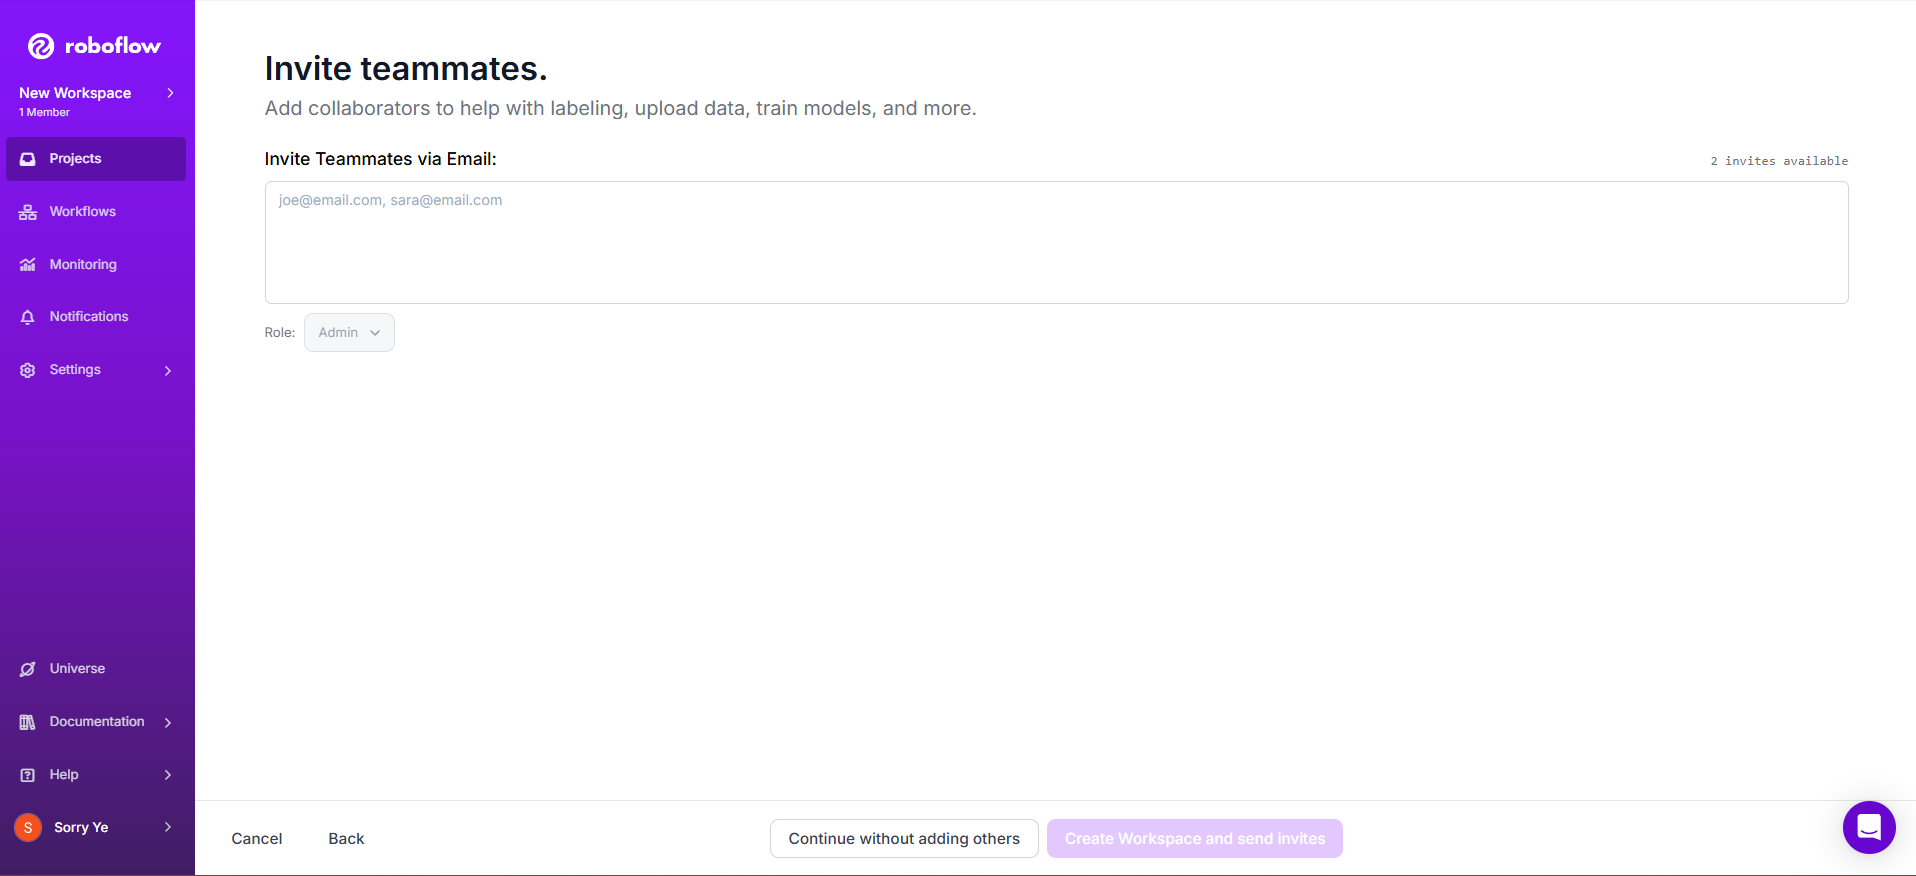 roboflow
New Workspace
1 Member
Projects
Workflows
Monitoring
Notifications
Settings
Universe
Documentation
Help
S Sorry Ye
Invite teammates.
Add collaborators to help with labeling, upload data, train models, and more.
Invite Teammates via Email: 2 invites available
joe@email.com, sara@email.com
Role: Admin
Cancel Back Continue without adding others Create Workspace and send invites